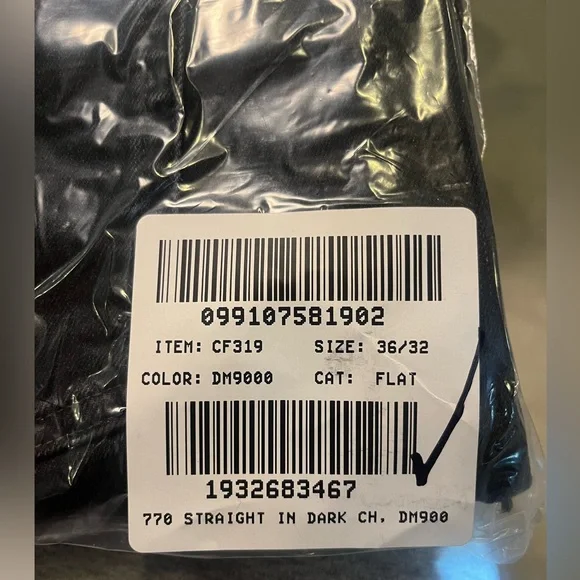 099107581902
ITEM: CF319 SIZE: 36/32
COLOR: DM9000 CAT: FLAT
1932683467
770 STRAIGHT IN DARK CH, DM900